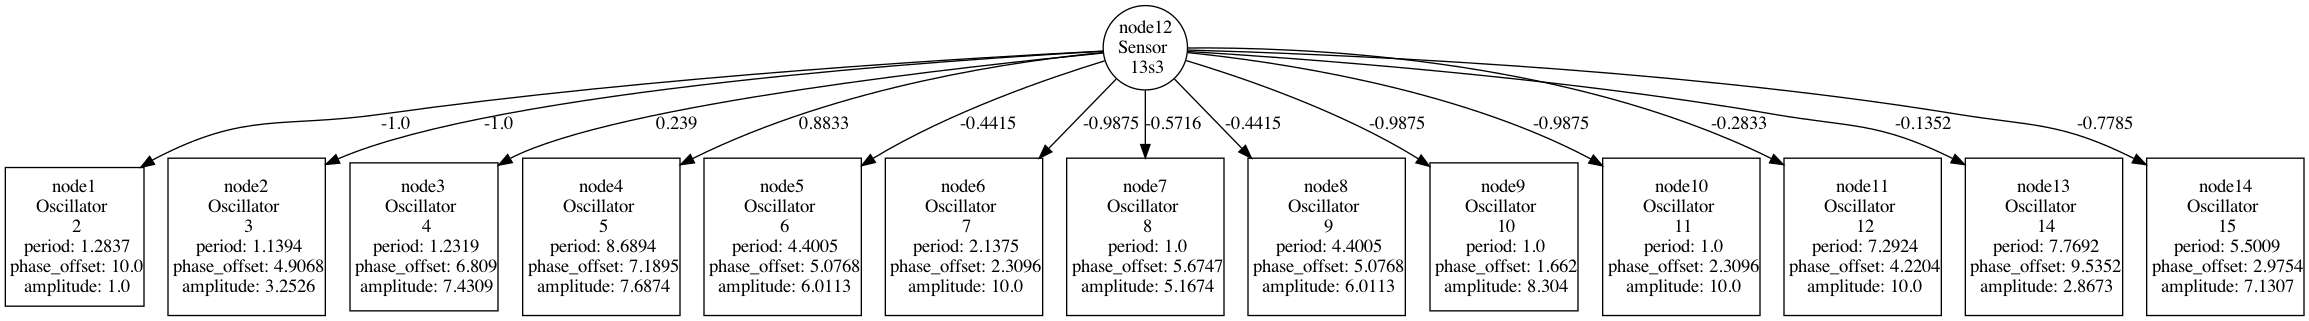 node12
Sensor
13s3
-1.0
-1.0
0.239
0.8833
-0.4415
-0.9875
-0.5716
-0.4415
-0.9875
-0.9875
-0.2833
-0.1352
-0.7785
node1
Oscillator
2
period: 1.2837
phase_offset: 10.0
amplitude: 1.0
node2
Oscillator
3
period: 1.1394
phase_offset: 4.9068
amplitude: 3.2526
node3
Oscillator
4
period: 1.2319
phase_offset: 6.809
amplitude: 7.4309
node4
Oscillator
5
period: 8.6894
phase_offset: 7.1895
amplitude: 7.6874
node5
Oscillator
6
period: 4.4005
phase_offset: 5.0768
amplitude: 6.0113
node6
Oscillator
7
period: 2.1375
phase_offset: 2.3096
amplitude: 10.0
node7
Oscillator
8
period: 1.0
phase_offset: 5.6747
amplitude: 5.1674
node8
Oscillator
9
period: 4.4005
phase_offset: 5.0768
amplitude: 6.0113
node9
Oscillator
10
period: 1.0
phase_offset: 1.662
amplitude: 8.304
node10
Oscillator
11
period: 1.0
phase_offset: 2.3096
amplitude: 10.0
node11
Oscillator
12
period: 7.2924
phase_offset: 4.2204
amplitude: 10.0
node13
Oscillator
14
period: 7.7692
phase_offset: 9.5352
amplitude: 2.8673
node14
Oscillator
15
period: 5.5009
phase_offset: 2.9754
amplitude: 7.1307